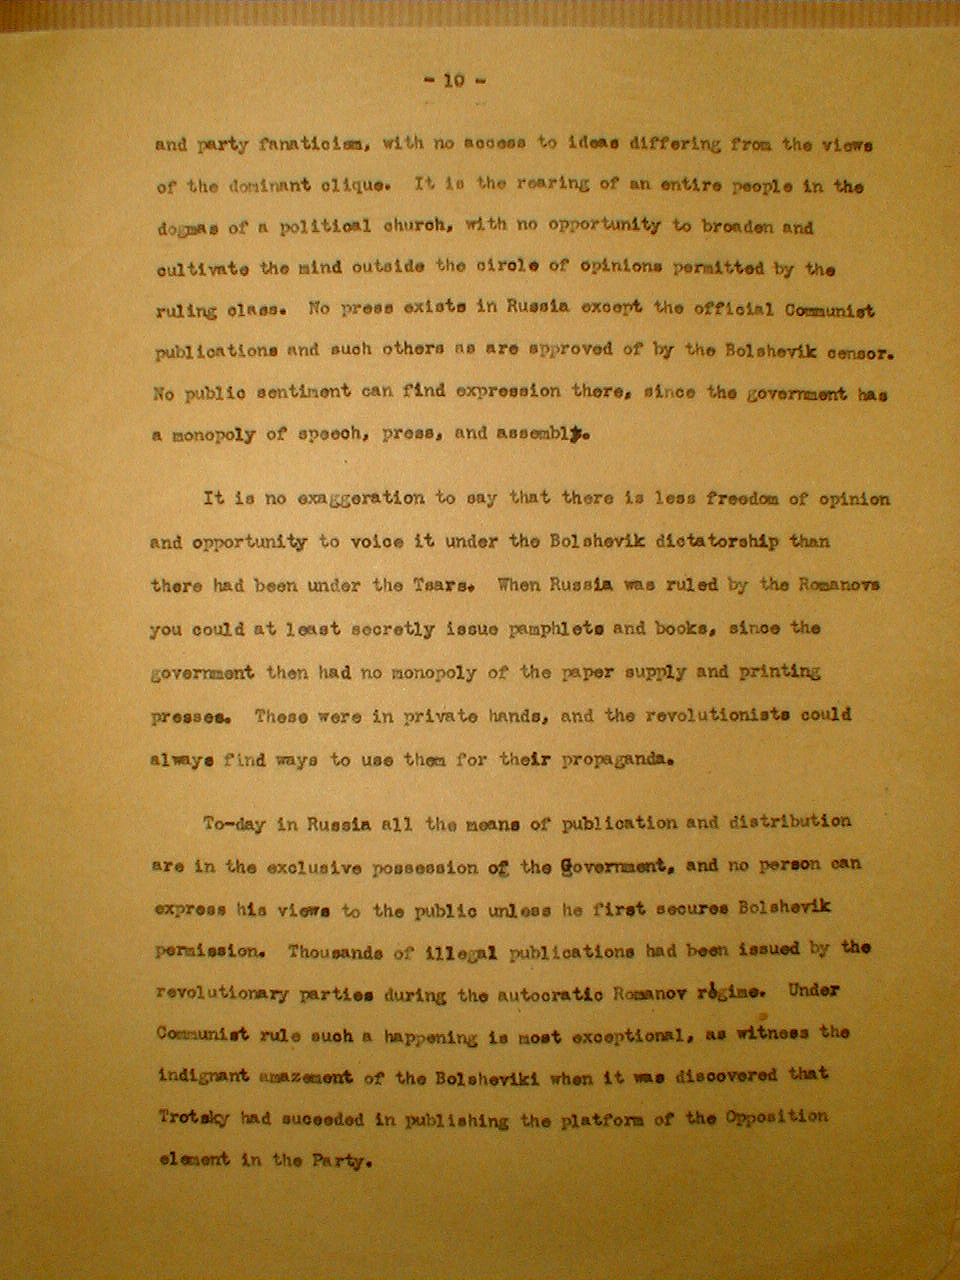 - 10 -
and party fanaticism, with no access to ideas differing from the views
of the dominant clique. It is the rearing of an entire people in the
dogmas of a political church, with no opportunity to broaden and
cultivate the mind outside the circle of opinions permitted by the
ruling class. No press exists in Russia except the official Communist
publications and such others as are approved of by the Bolshevik censor.
No public sentiment can find expression there, since the government has
a monopoly of speech, press, and assembly.
It is no exaggeration to say that there is less freedom of opinion
and opportunity to voice it under the Bolshevik dictatorship than
there had been under the Tsars. When Russia was ruled by the Romanovs
you could at least secretly issue pamphlets and books, since the
government then had no monopoly of the paper supply and printing
presses. These were in private hands, and the revolutionists could
always find ways to use them for their propaganda.
To-day in Russia all the means of publication and distribution
are in the exclusive possession of the Government, and no person can
express his views to the public unless he first secures Bolshevik
permission. Thousands of illegal publications had been issued by the
revolutionary parties during the autocratic Romanov régime. Under
Communist rule such a happening is most exceptional, as witness the
indignant amazement of the Bolsheviki when it was discovered that
Trotsky had suceeded in publishing the platform of the Opposition
element in the Party.